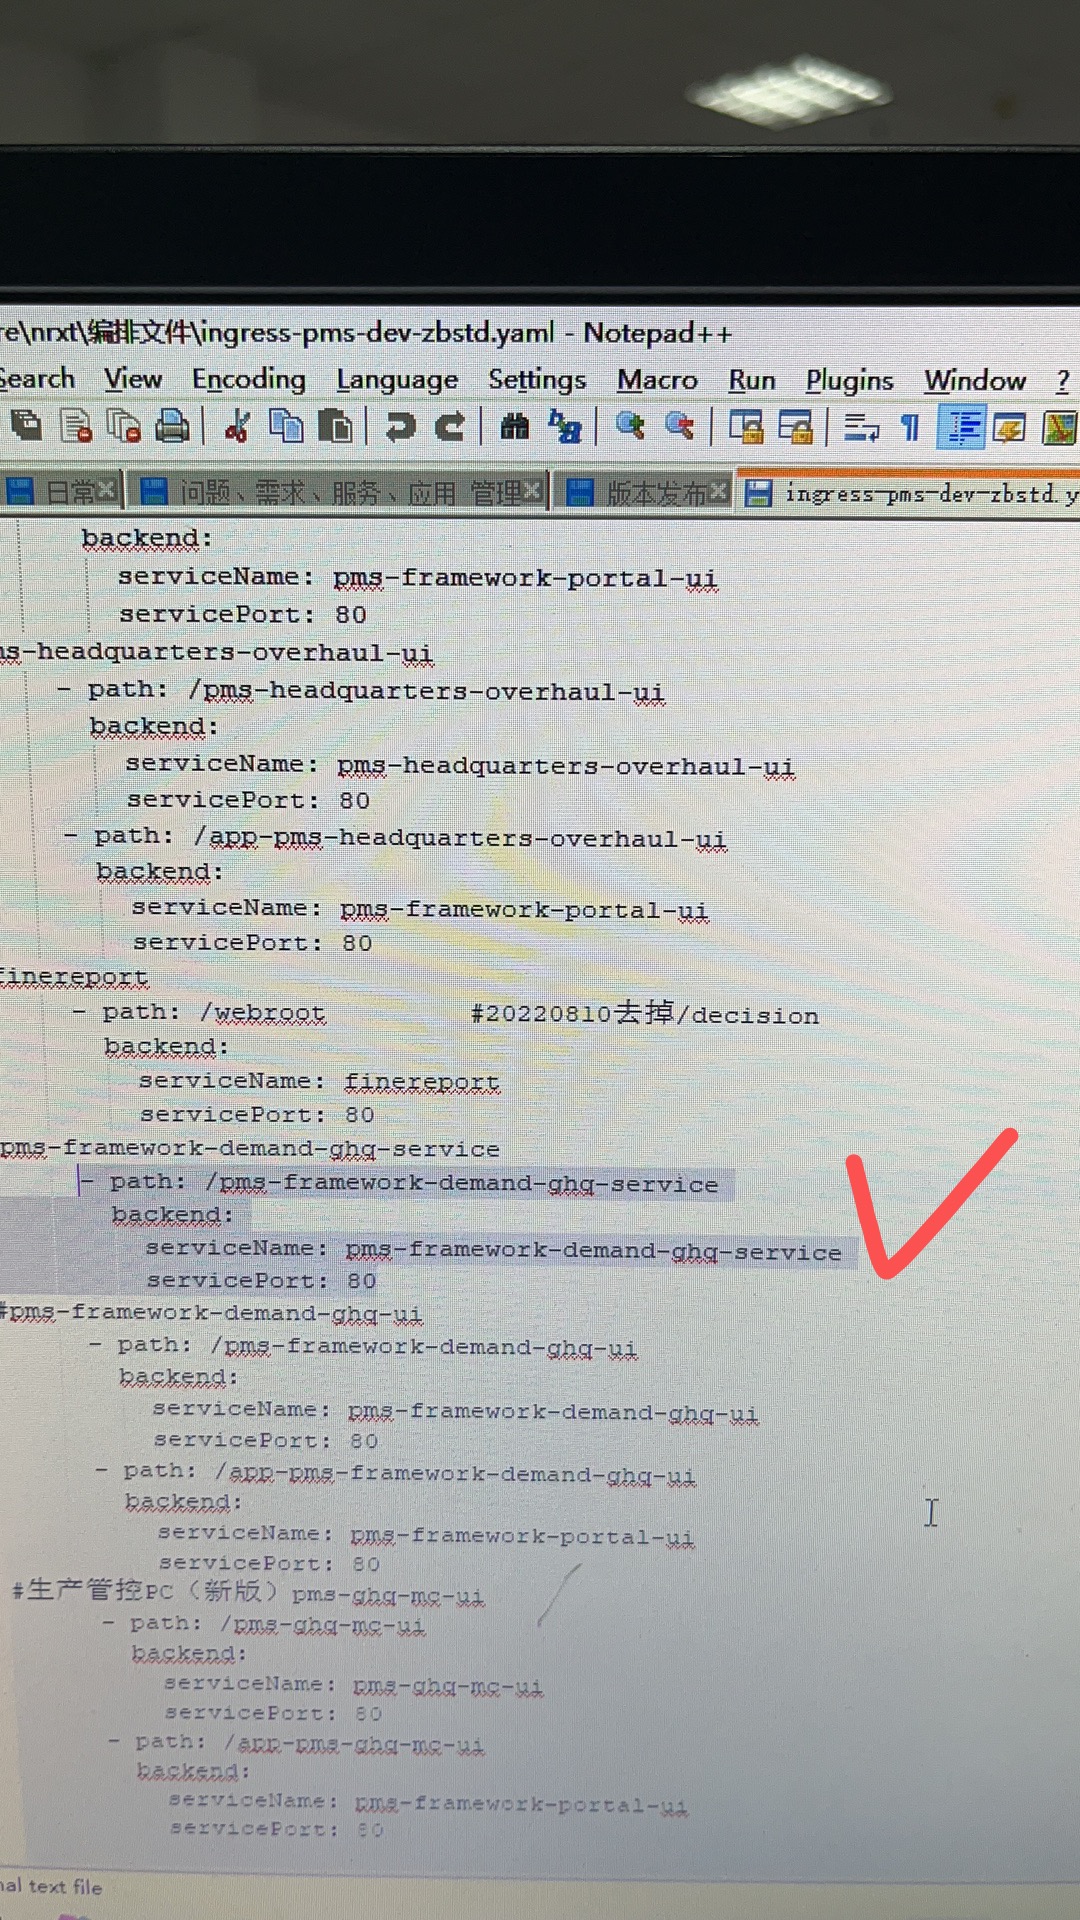 re\nrxt\编排文件\ingress-pms-dev-zbstd.yaml - Notepad++
Search View Encoding Language Settings Macro Run Plugins Window ?
日常 问题、需求、服务、应用 管理 版本发布 ingress-pms-dev-zbstd.y
backend:
serviceName: pms-framework-portal-ui
servicePort: 80
ms-headquarters-overhaul-ui
- path: /pms-headquarters-overhaul-ui
backend:
serviceName: pms-headquarters-overhaul-ui
servicePort: 80
- path: /app-pms-headquarters-overhaul-ui
backend:
serviceName: pms-framework-portal-ui
servicePort: 80
finereport
- path: /webroot #20220810去掉/decision
backend:
serviceName: finereport
servicePort: 80
pms-framework-demand-ghq-service
- path: /pms-framework-demand-ghq-service
backend:
serviceName: pms-framework-demand-ghq-service
servicePort: 80
#pms-framework-demand-ghq-ui
- path: /pms-framework-demand-ghq-ui
backend:
serviceName: pms-framework-demand-ghq-ui
servicePort: 80
- path: /app-pms-framework-demand-ghq-ui
backend:
serviceName: pms-framework-portal-ui
servicePort: 80
#生产管控PC（新版）pms-ghq-mc-ui
- path: /pms-ghq-mc-ui
backend:
serviceName: pms-ghq-mc-ui
servicePort: 80
- path: /app-pms-ghq-mc-ui
backend:
serviceName: pms-framework-portal-ui
servicePort: 80
nal text file